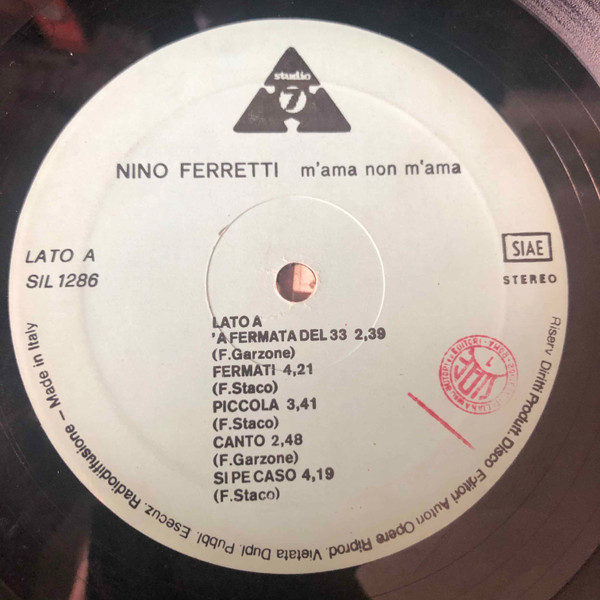 studio
7
NINO FERRETTI m'ama non m'ama
LATO A
SIL 1286
SIAE
STEREO
LATO A
'A FERMATA DEL 33 2,39
(F.Garzone)
FERMATI 4,21
(F.Staco)
PICCOLA 3,41
(F.Staco)
CANTO 2,48
(F.Garzone)
SI PE CASO 4,19
(F.Staco)
Riserv Diritti Produtt. Disco Editori Autori Opere Riprod. Vietata Dupl. Pubbl. Esecuz. Radiodiffusione – Made in Italy